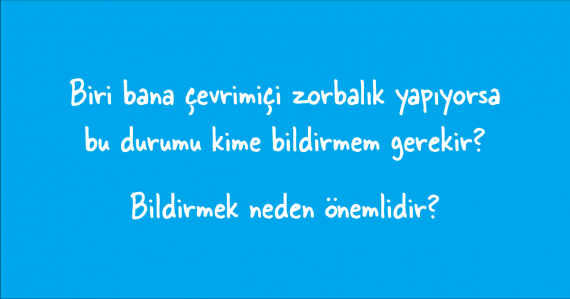 Biri bana çevrimiçi zorbalık yapıyorsa
bu durumu kime bildirmem gerekir?
Bildirmek neden önemlidir?